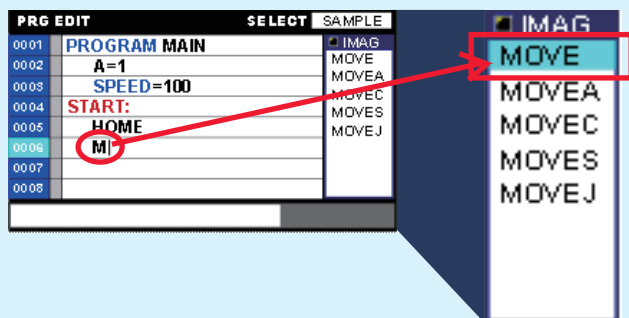 PRG EDIT SELECT SAMPLE
0001 PROGRAM MAIN
0002 A=1
0003 SPEED=100
0004 START:
0005 HOME
0006 M
0007
0008
IMAG
MOVE
MOVEA
MOVEC
MOVES
MOVEJ
IMAG
MOVE
MOVEA
MOVEC
MOVES
MOVEJ